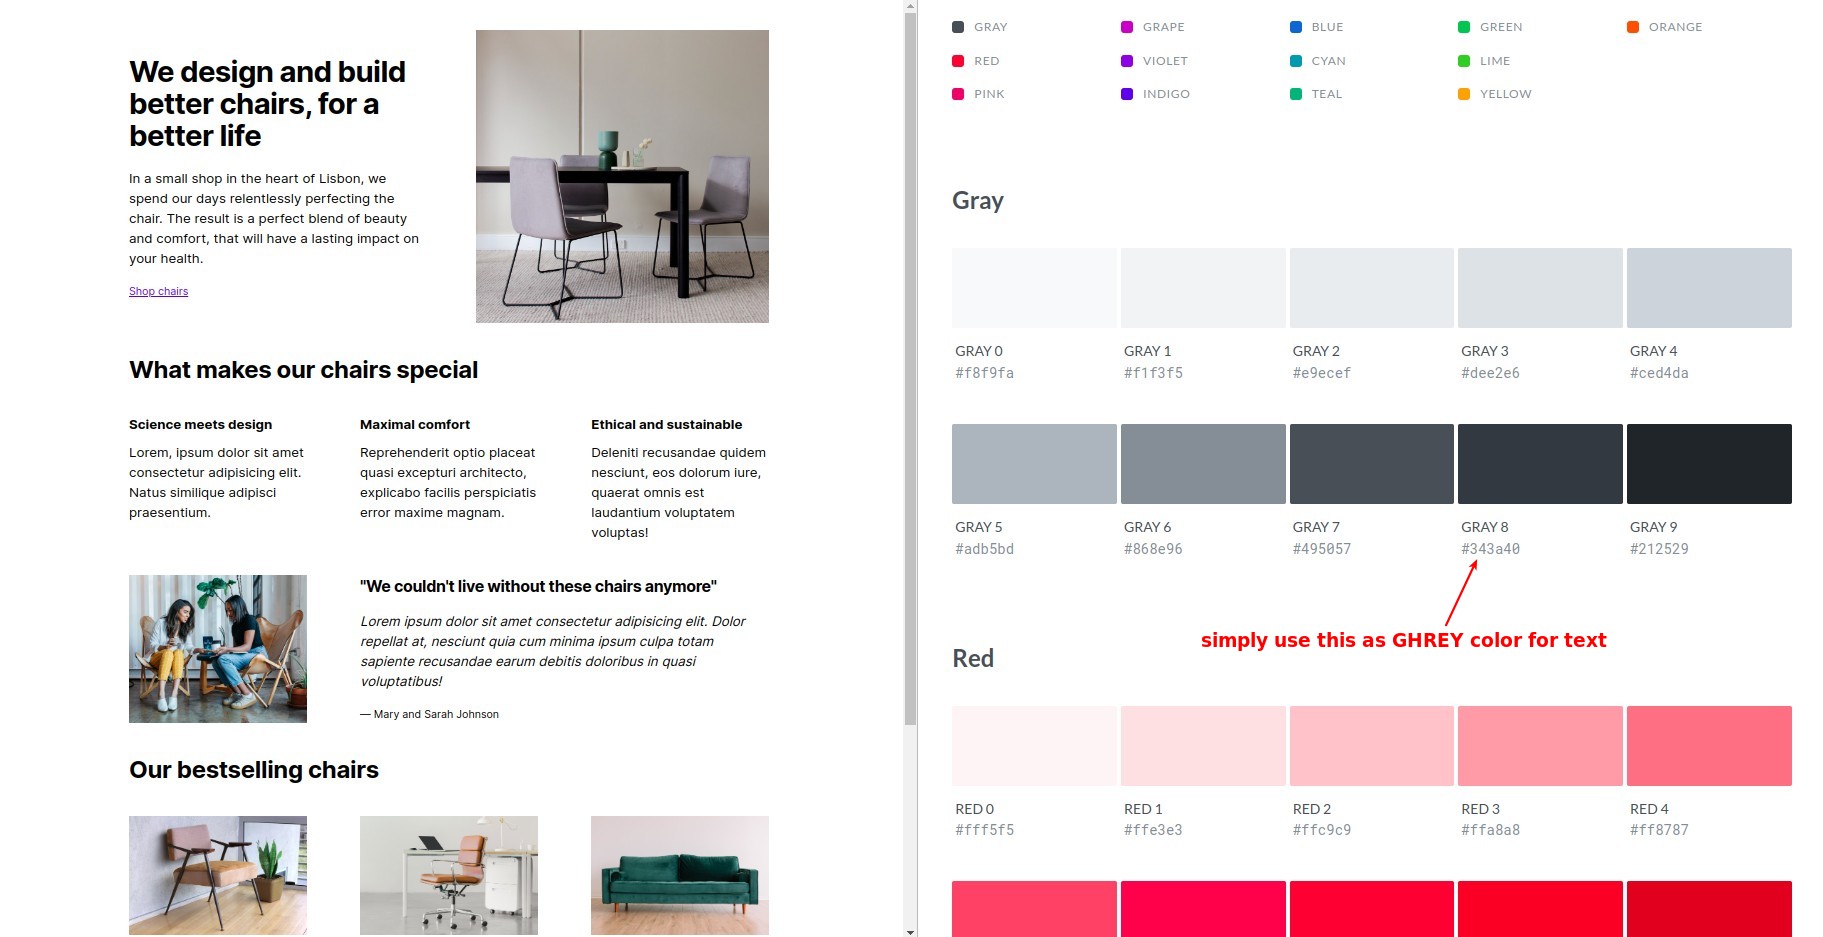 We design and build
better chairs, for a
better life
In a small shop in the heart of Lisbon, we
spend our days relentlessly perfecting the
chair. The result is a perfect blend of beauty
and comfort, that will have a lasting impact on
your health.
Shop chairs
What makes our chairs special
Science meets design
Lorem, ipsum dolor sit amet
consectetur adipisicing elit.
Natus similique adipisci
praesentium.
Maximal comfort
Reprehenderit optio placeat
quasi excepturi architecto,
explicabo facilis perspiciatis
error maxime magnam.
Ethical and sustainable
Deleniti recusandae quidem
nesciunt, eos dolorum iure,
quaerat omnis est
laudantium voluptatem
voluptas!
"We couldn't live without these chairs anymore"
Lorem ipsum dolor sit amet consectetur adipisicing elit. Dolor
repellat at, nesciunt quia cum minima ipsum culpa totam
sapiente recusandae earum debitis doloribus in quasi
voluptatibus!
— Mary and Sarah Johnson
Our bestselling chairs
GRAY GRAPE BLUE GREEN ORANGE
RED VIOLET CYAN LIME
PINK INDIGO TEAL YELLOW
Gray
GRAY 0 GRAY 1 GRAY 2 GRAY 3 GRAY 4
#f8f9fa #f1f3f5 #e9ecef #dee2e6 #ced4da
GRAY 5 GRAY 6 GRAY 7 GRAY 8 GRAY 9
#adb5bd #868e96 #495057 #343a40 #212529
simply use this as GHREY color for text
Red
RED 0 RED 1 RED 2 RED 3 RED 4
#fff5f5 #ffe3e3 #ffc9c9 #ffa8a8 #ff8787